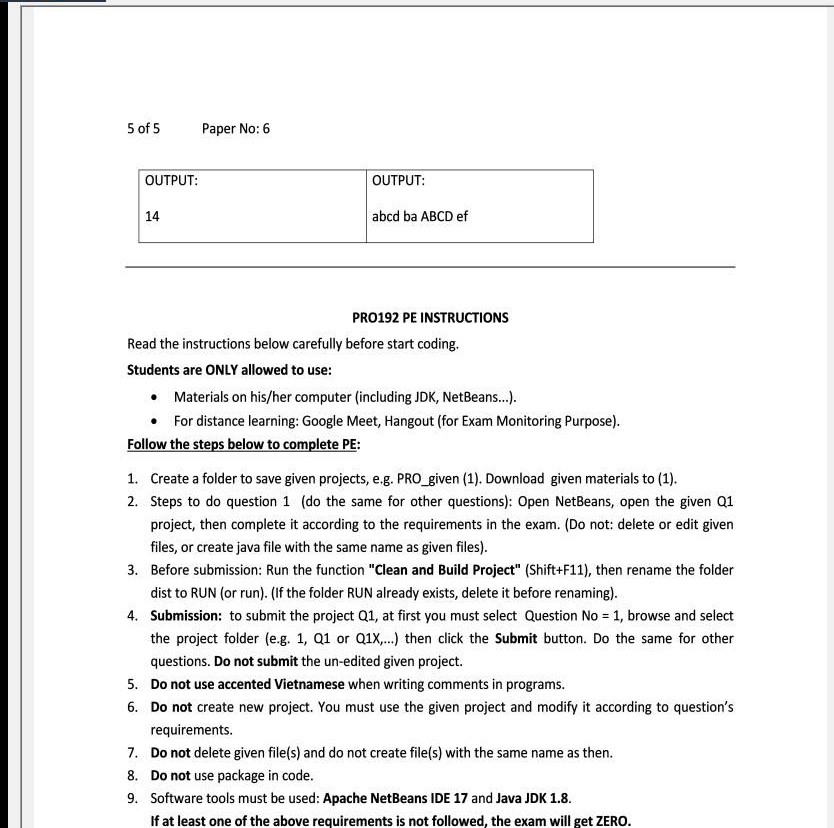 5 of 5 Paper No: 6
OUTPUT: OUTPUT:
14 abcd ba ABCD ef
PRO192 PE INSTRUCTIONS
Read the instructions below carefully before start coding.
Students are ONLY allowed to use:
• Materials on his/her computer (including JDK, NetBeans...).
• For distance learning: Google Meet, Hangout (for Exam Monitoring Purpose).
Follow the steps below to complete PE:
1. Create a folder to save given projects, e.g. PRO_given (1). Download given materials to (1).
2. Steps to do question 1 (do the same for other questions): Open NetBeans, open the given Q1
project, then complete it according to the requirements in the exam. (Do not: delete or edit given
files, or create java file with the same name as given files).
3. Before submission: Run the function "Clean and Build Project" (Shift+F11), then rename the folder
dist to RUN (or run). (If the folder RUN already exists, delete it before renaming).
4. Submission: to submit the project Q1, at first you must select Question No = 1, browse and select
the project folder (e.g. 1, Q1 or Q1X,...) then click the Submit button. Do the same for other
questions. Do not submit the un-edited given project.
5. Do not use accented Vietnamese when writing comments in programs.
6. Do not create new project. You must use the given project and modify it according to question's
requirements.
7. Do not delete given file(s) and do not create file(s) with the same name as then.
8. Do not use package in code.
9. Software tools must be used: Apache NetBeans IDE 17 and Java JDK 1.8.
If at least one of the above requirements is not followed, the exam will get ZERO.